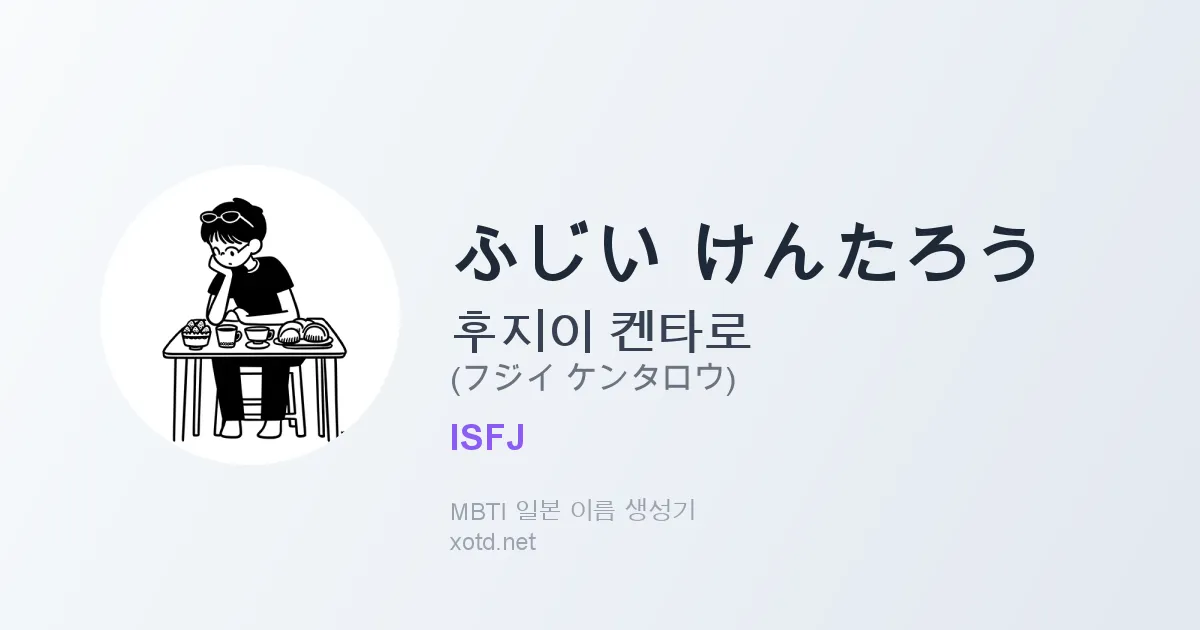 ふじい けんたろう
후지이 켄타로
(フジイ ケンタロウ)
ISFJ
MBTI 일본 이름 생성기
xotd.net